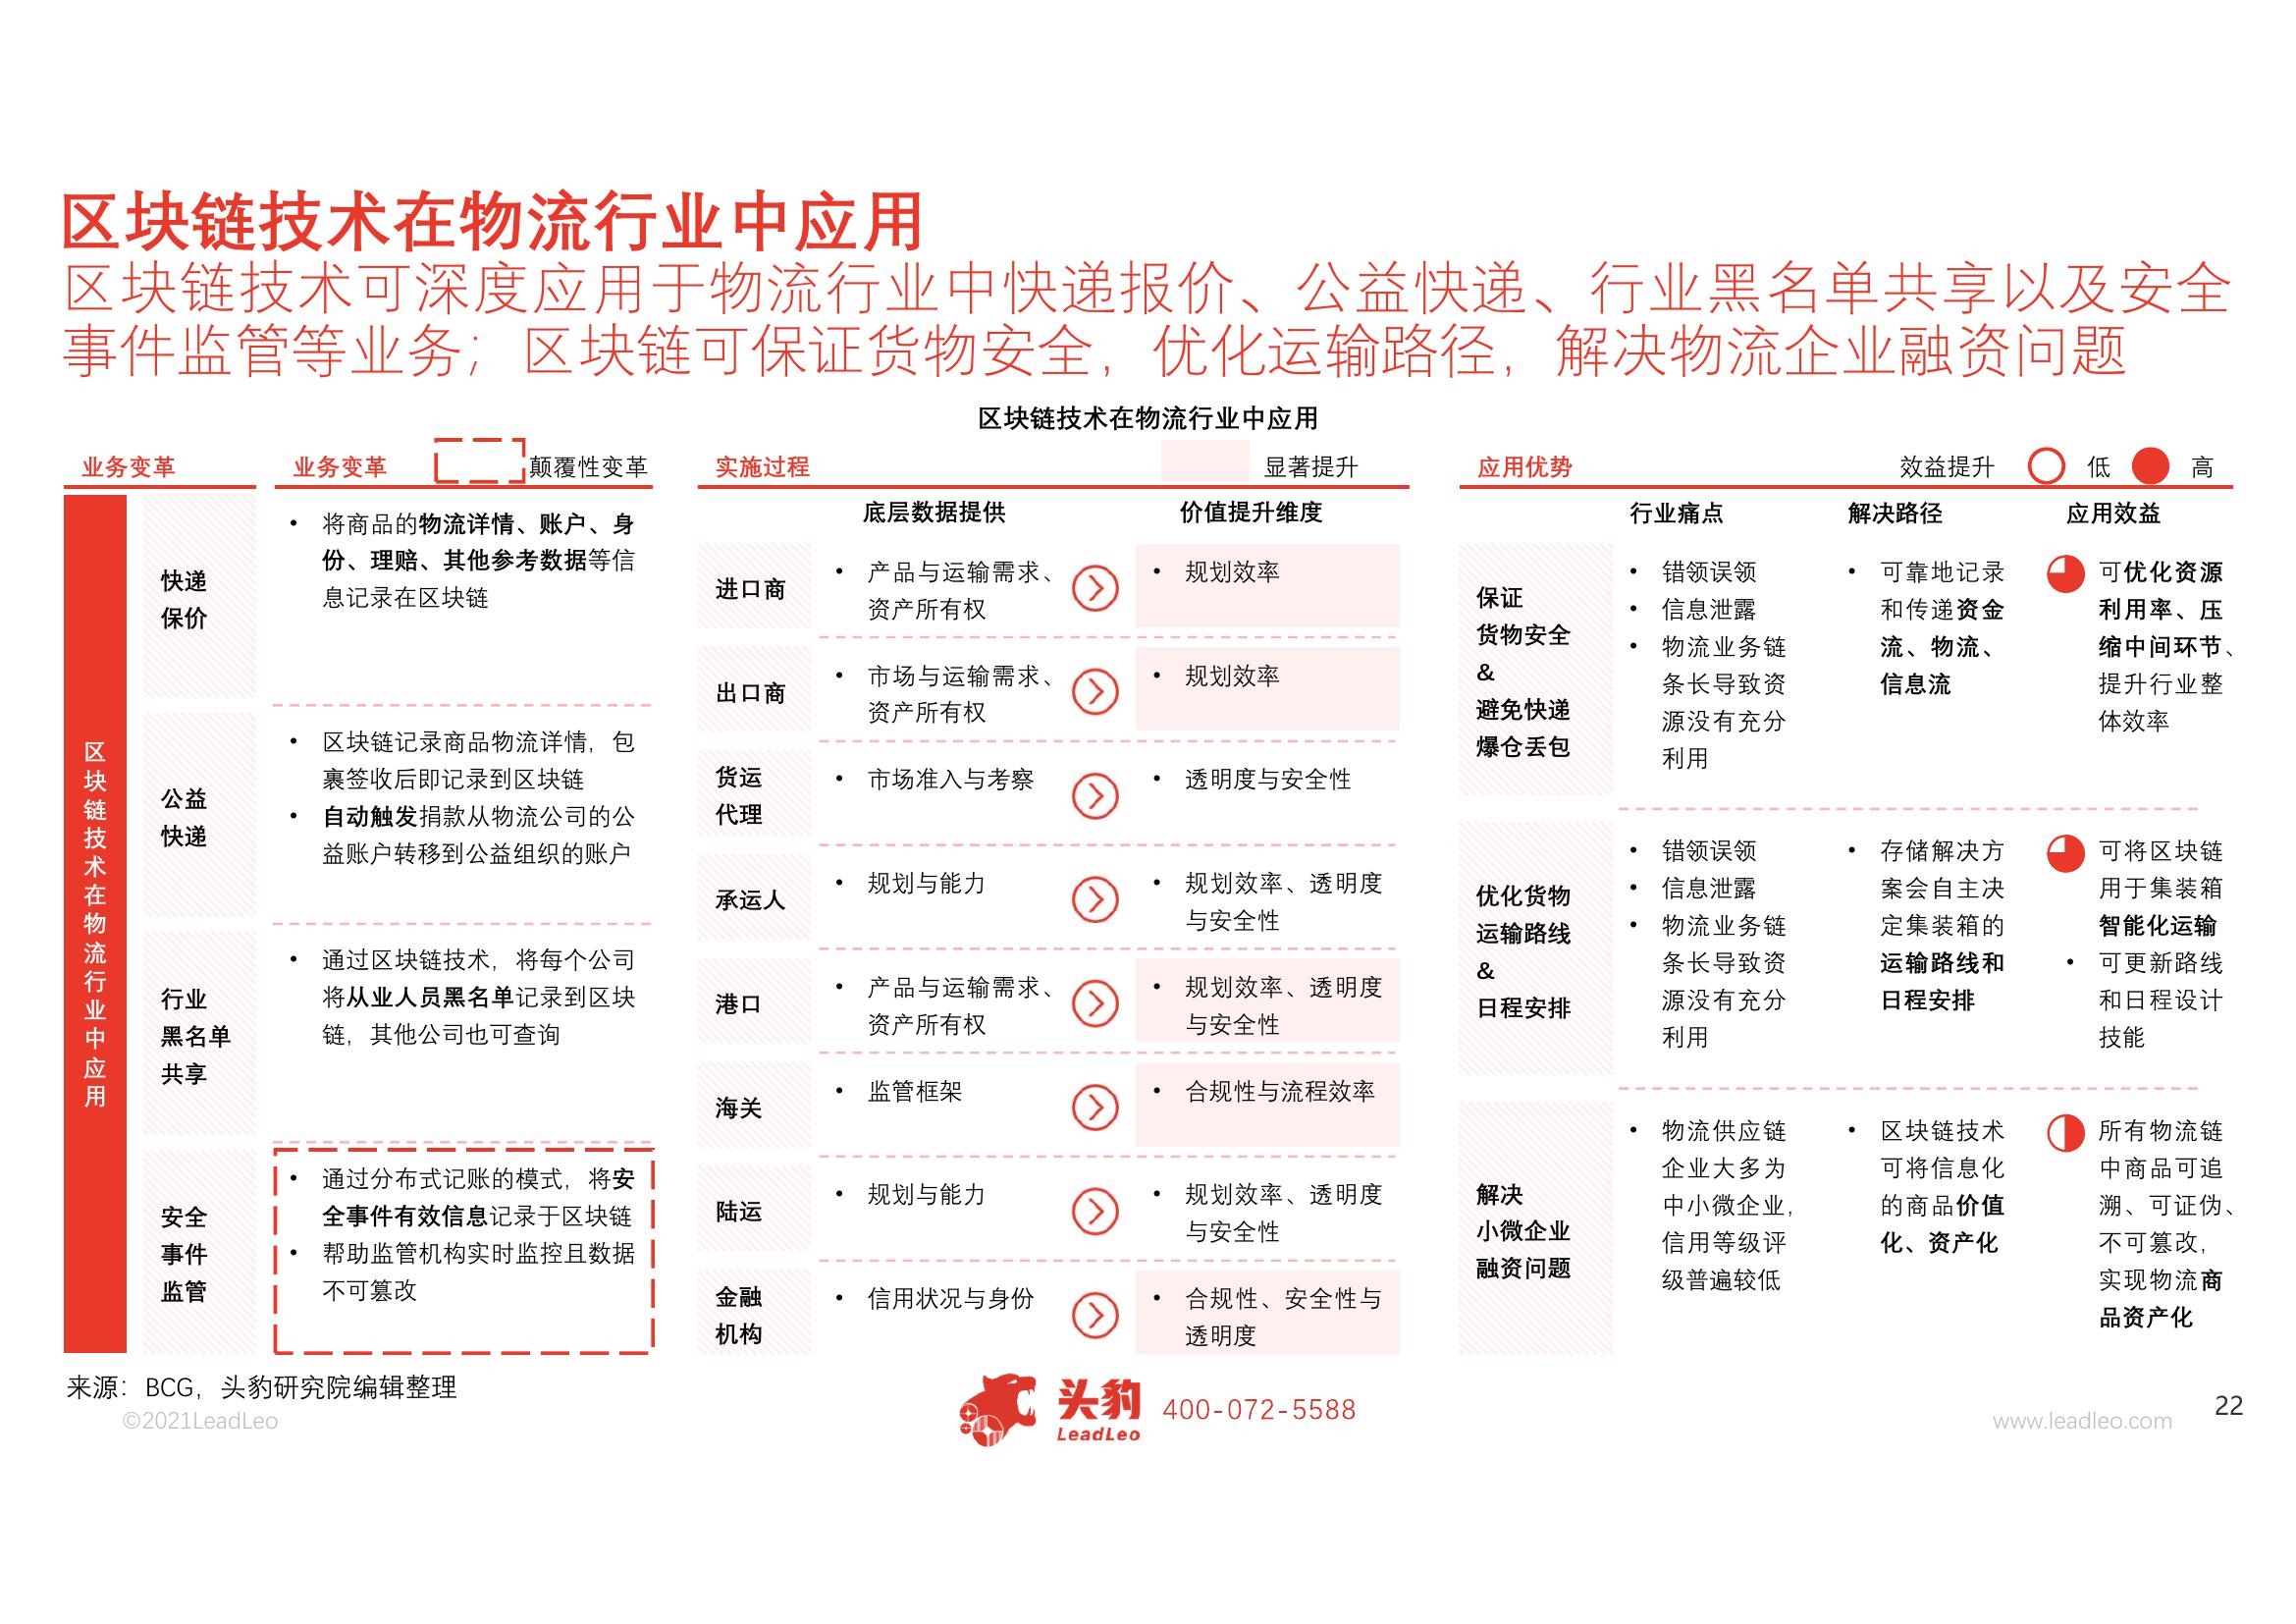 区块链技术在物流行业中应用
区块链技术可深度应用于物流行业中快递报价、公益快递、行业黑名单共享以及安全
事件监管等业务；区块链可保证货物安全，优化运输路径，解决物流企业融资问题
区块链技术在物流行业中应用
业务变革
业务变革
颠覆性变革
区块链技术在物流行业中应用
快递
保价
• 将商品的物流详情、账户、身
份、理赔、其他参考数据等信
息记录在区块链
公益
快递
• 区块链记录商品物流详情，包
裹签收后即记录到区块链
• 自动触发捐款从物流公司的公
益账户转移到公益组织的账户
行业
黑名单
共享
• 通过区块链技术，将每个公司
将从业人员黑名单记录到区块
链，其他公司也可查询
安全
事件
监管
• 通过分布式记账的模式，将安
全事件有效信息记录于区块链
• 帮助监管机构实时监控且数据
不可篡改
实施过程
显著提升
底层数据提供
价值提升维度
进口商
• 产品与运输需求、
资产所有权
• 规划效率
出口商
• 市场与运输需求、
资产所有权
• 规划效率
货运
代理
• 市场准入与考察
• 透明度与安全性
承运人
• 规划与能力
• 规划效率、透明度
与安全性
港口
• 产品与运输需求、
资产所有权
• 规划效率、透明度
与安全性
海关
• 监管框架
• 合规性与流程效率
陆运
• 规划与能力
• 规划效率、透明度
与安全性
金融
机构
• 信用状况与身份
• 合规性、安全性与
透明度
应用优势
效益提升
低
高
行业痛点
解决路径
应用效益
保证
货物安全
&
避免快递
爆仓丢包
• 错领误领
• 信息泄露
• 物流业务链
条长导致资
源没有充分
利用
• 可靠地记录
和传递资金
流、物流、
信息流
可优化资源
利用率、压
缩中间环节、
提升行业整
体效率
优化货物
运输路线
&
日程安排
• 错领误领
• 信息泄露
• 物流业务链
条长导致资
源没有充分
利用
• 存储解决方
案会自主决
定集装箱的
运输路线和
日程安排
可将区块链
用于集装箱
智能化运输
• 可更新路线
和日程设计
技能
解决
小微企业
融资问题
• 物流供应链
企业大多为
中小微企业，
信用等级评
级普遍较低
• 区块链技术
可将信息化
的商品价值
化、资产化
所有物流链
中商品可追
溯、可证伪、
不可篡改，
实现物流商
品资产化
来源：BCG，头豹研究院编辑整理
©2021LeadLeo
头豹
LeadLeo
400-072-5588
www.leadleo.com
22